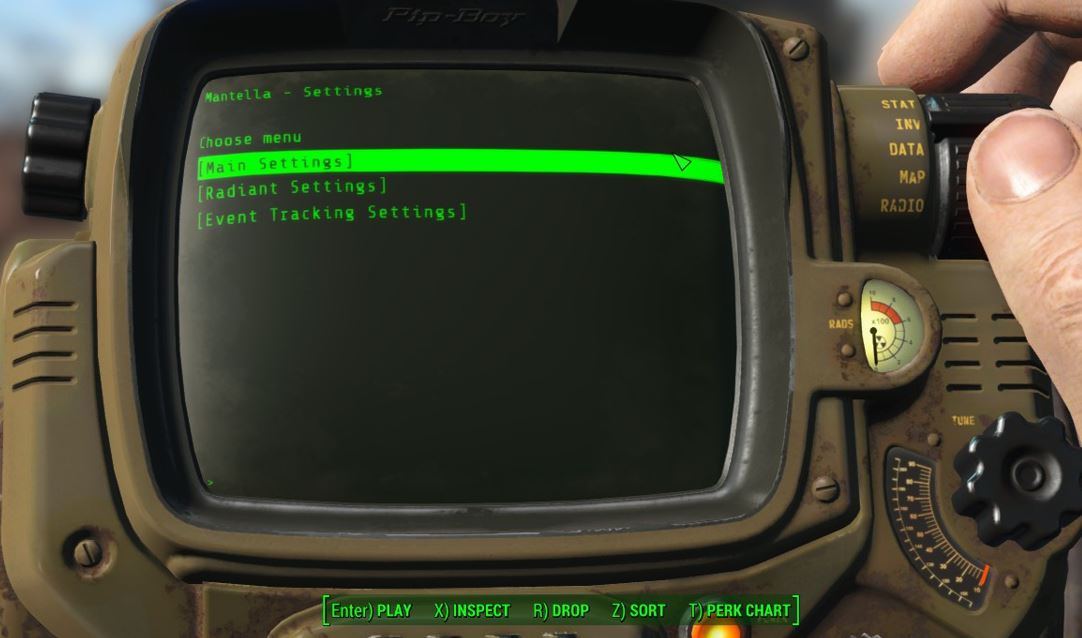 Pip-Boy
Mantella - Settings
Choose menu
[Main Settings]
[Radiant Settings]
[Event Tracking Settings]
>
STAT
INV
DATA
MAP
RADIO
RADS
x100
TUNE
[Enter) PLAY X) INSPECT R) DROP Z) SORT T) PERK CHART]